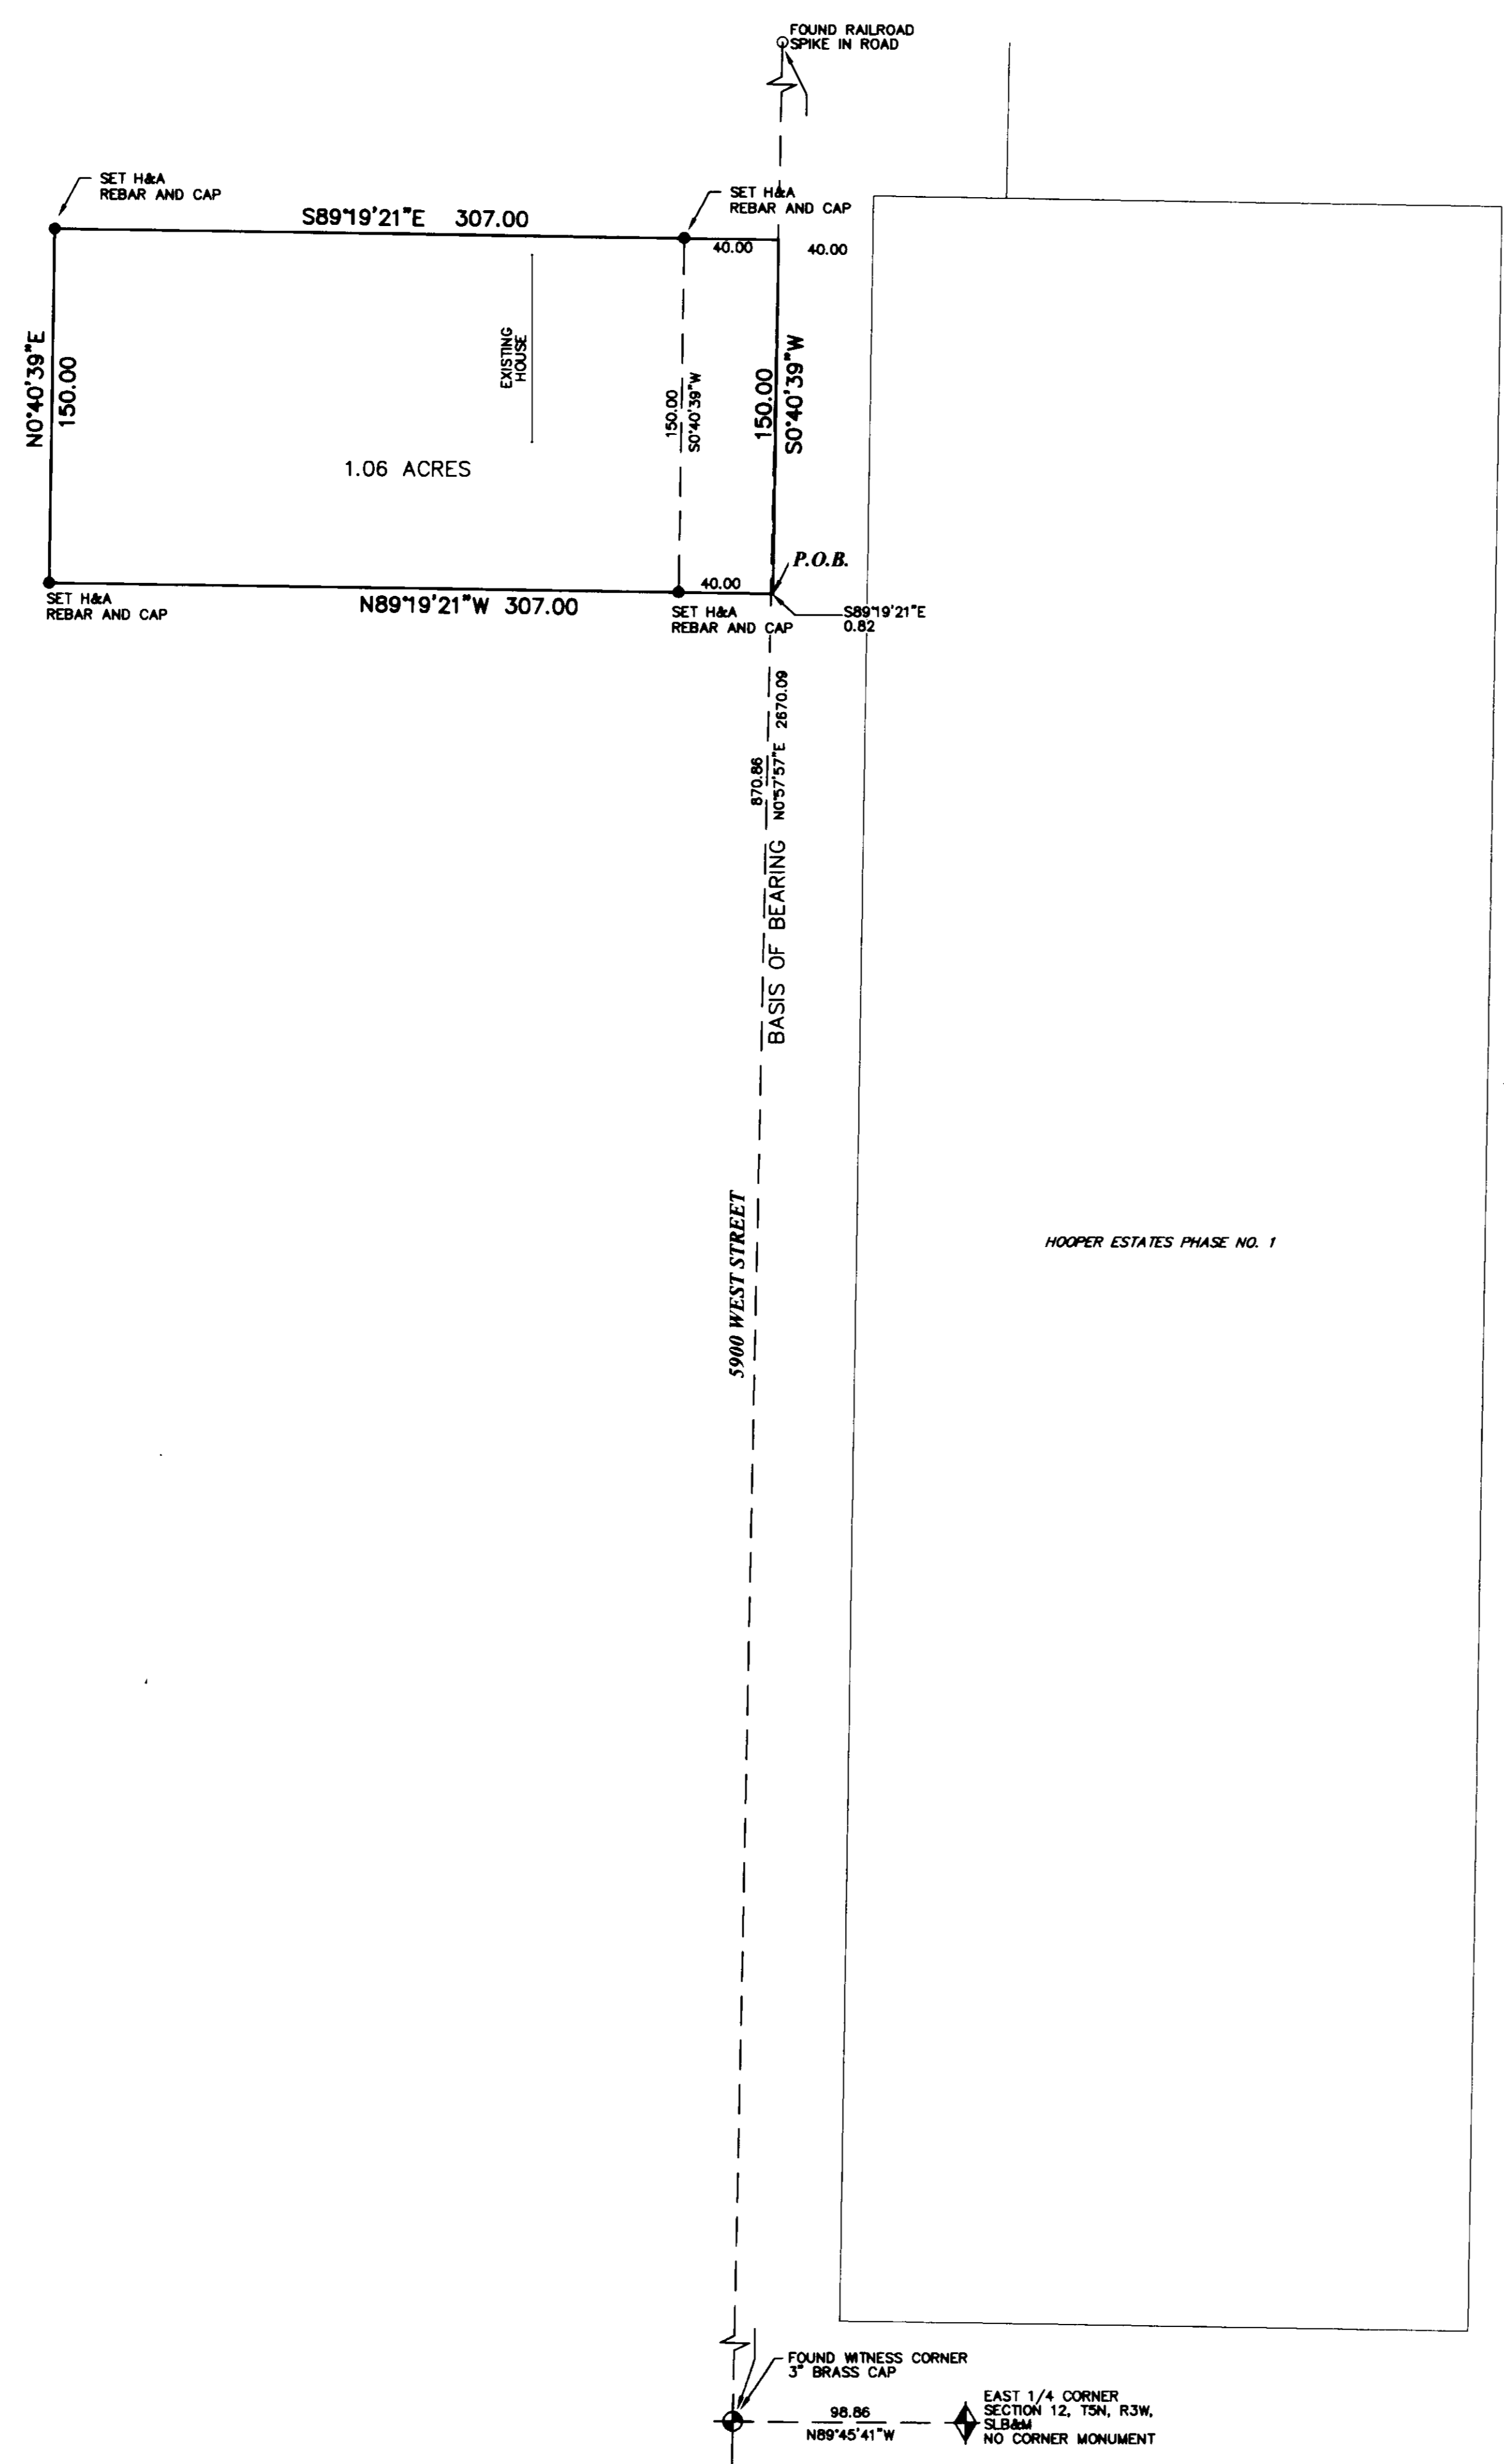 FOUND RAILROAD
SPIKE IN ROAD
SET H&A
REBAR AND CAP
SET H&A
REBAR AND CAP
S89°19'21"E 307.00
40.00
40.00
N0°40'39"E
150.00
EXISTING
HOUSE
150.00
S0°40'39"W
150.00
S0°40'39"W
1.06 ACRES
P.O.B.
40.00
SET H&A
REBAR AND CAP
N89°19'21"W 307.00
SET H&A
REBAR AND CAP
S89°19'21"E
0.82
870.86
BASIS OF BEARING N0°57'57"E 2670.09
5900 WEST STREET
HOOPER ESTATES PHASE NO. 1
FOUND WITNESS CORNER
3" BRASS CAP
98.86
N89°45'41"W
EAST 1/4 CORNER
SECTION 12, T5N, R3W,
SLB&M
NO CORNER MONUMENT